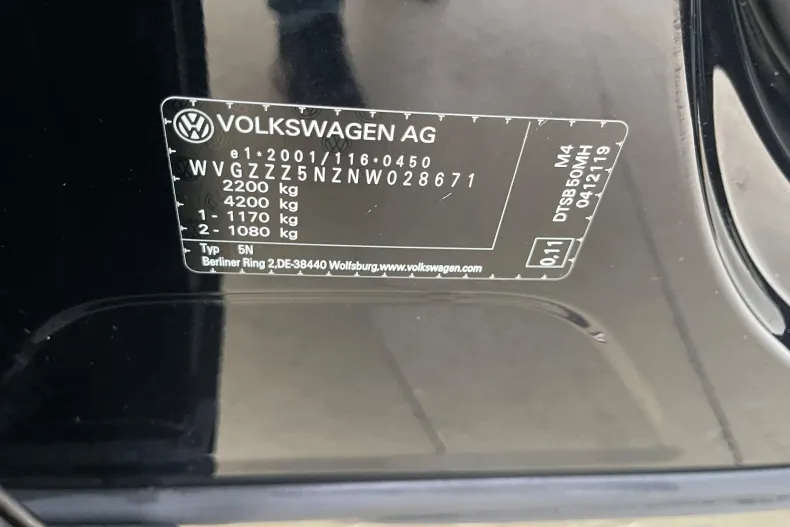 VOLKSWAGEN AG
e1*2001/116*0450
WVGZZZ5NZNW028671
2200 kg
4200 kg
1- 1170 kg
2- 1080 kg
Typ 5N
Berliner Ring 2,DE-38440 Wolfsburg,www.volkswagen.com
M4
DTSB50MH
0412119
0,11